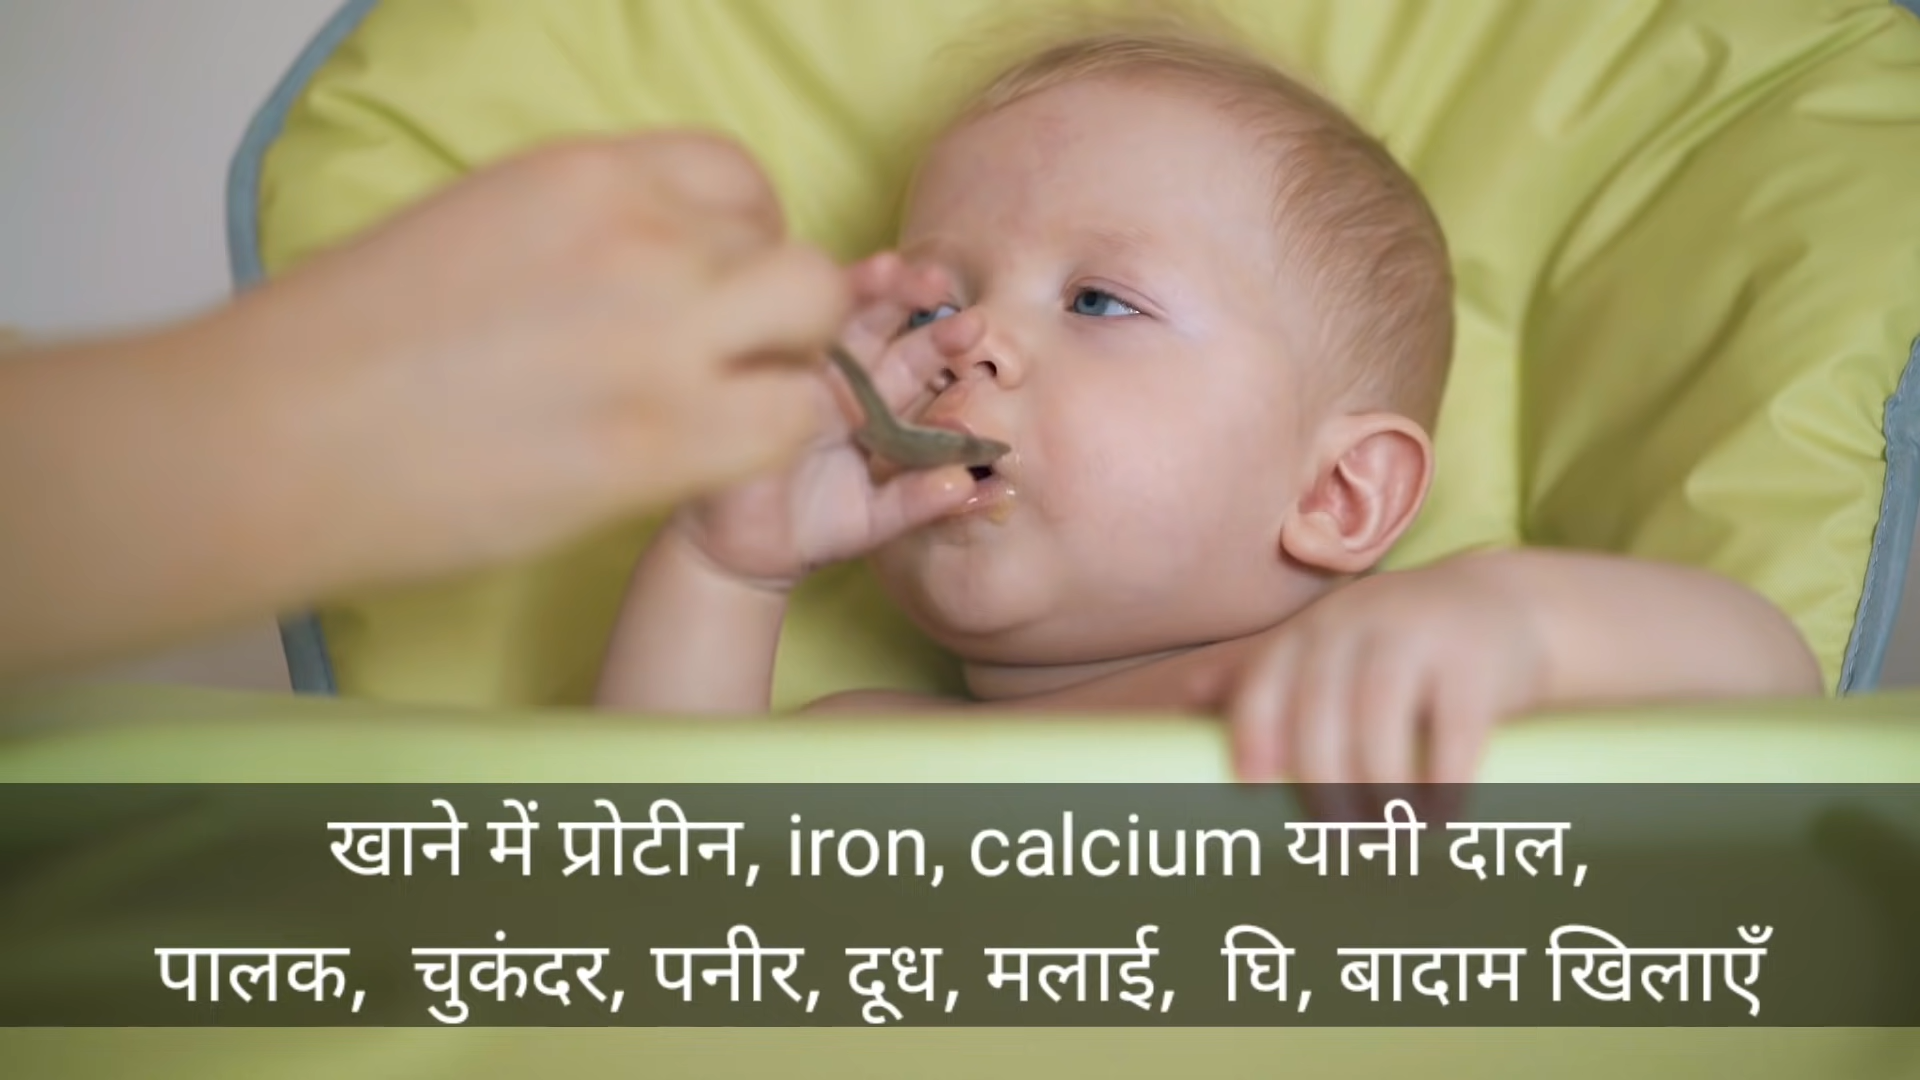 खाने में प्रोटीन, iron, calcium यानी दाल,
पालक, चुकंदर, पनीर, दूध, मलाई, घि, बादाम खिलाएँ